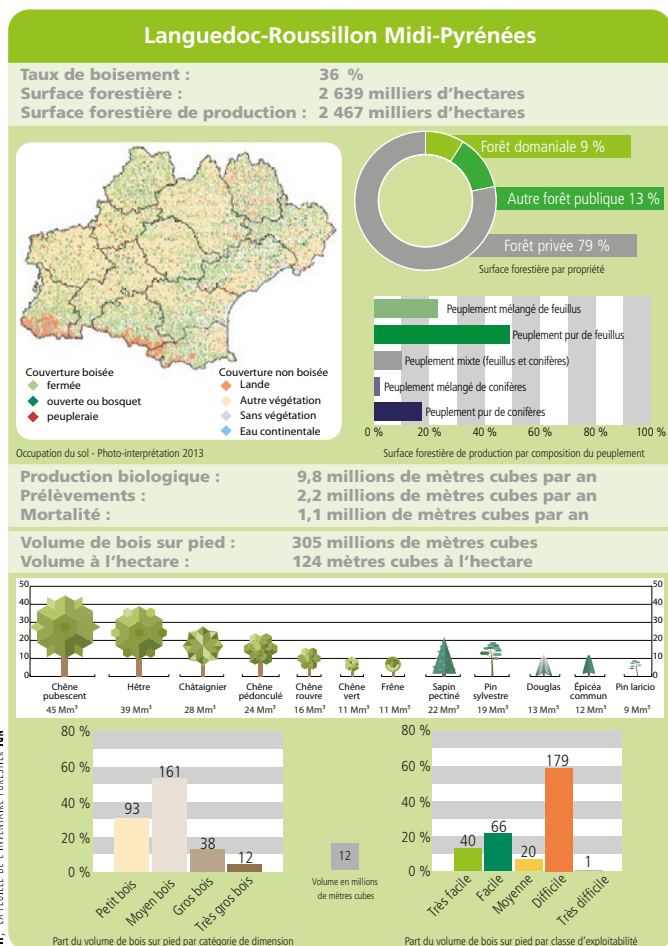 Languedoc-Roussillon Midi-Pyrénées
Taux de boisement : 36 %
Surface forestière : 2 639 milliers d’hectares
Surface forestière de production : 2 467 milliers d’hectares
Couverture boisée
fermée
ouverte ou bosquet
peupleraie
Couverture non boisée
Lande
Autre végétation
Sans végétation
Eau continentale
Occupation du sol - Photo-interprétation 2013
Forêt domaniale 9 %
Autre forêt publique 13 %
Forêt privée 79 %
Surface forestière par propriété
Peuplement mélangé de feuillus
Peuplement pur de feuillus
Peuplement mixte (feuillus et conifères)
Peuplement mélangé de conifères
Peuplement pur de conifères
0 % 20 % 40 % 60 % 80 % 100 %
Surface forestière de production par composition du peuplement
Production biologique : 9,8 millions de mètres cubes par an
Prélèvements : 2,2 millions de mètres cubes par an
Mortalité : 1,1 million de mètres cubes par an
Volume de bois sur pied : 305 millions de mètres cubes
Volume à l’hectare : 124 mètres cubes à l’hectare
50 50
40 40
30 30
20 20
10 10
0 0
Chêne pubescent Hêtre Châtaignier Chêne pédonculé Chêne rouvre Chêne vert Frêne Sapin pectiné Pin sylvestre Douglas Épicéa commun Pin laricio
45 Mm³ 39 Mm³ 28 Mm³ 24 Mm³ 16 Mm³ 11 Mm³ 11 Mm³ 22 Mm³ 19 Mm³ 13 Mm³ 12 Mm³ 9 Mm³
80 %
60 %
40 %
20 %
0 %
93
161
38
12
Petit bois
Moyen bois
Gros bois
Très gros bois
Part du volume de bois sur pied par catégorie de dimension
12
Volume en millions
de mètres cubes
80 %
60 %
40 %
20 %
0 %
40
66
20
179
1
Très facile
Facile
Moyenne
Difficile
Très difficile
Part du volume de bois sur pied par classe d’exploitabilité